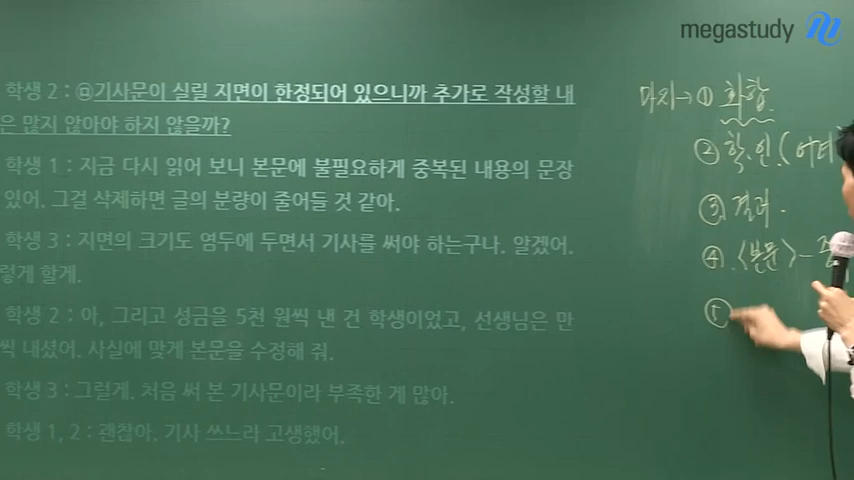 megastudy
학생 2 : ㉤기사문이 실릴 지면이 한정되어 있으니까 추가로 작성할 내
은 많지 않아야 하지 않을까?
학생 1 : 지금 다시 읽어 보니 본문에 불필요하게 중복된 내용의 문장
있어. 그걸 삭제하면 글의 분량이 줄어들 것 같아.
학생 3 : 지면의 크기도 염두에 두면서 기사를 써야 하는구나. 알겠어.
렇게 할게.
학생 2 : 아, 그리고 성금을 5천 원씩 낸 건 학생이었고, 선생님은 만
씩 내셨어. 사실에 맞게 본문을 수정해 줘.
학생 3 : 그럴게. 처음 써 본 기사문이라 부족한 게 많아.
학생 1, 2 : 괜찮아. 기사 쓰느라 고생했어.
→ ① 화합.
② 학.인.(어디
③ 결과.
④ <본문> - 중
⑤